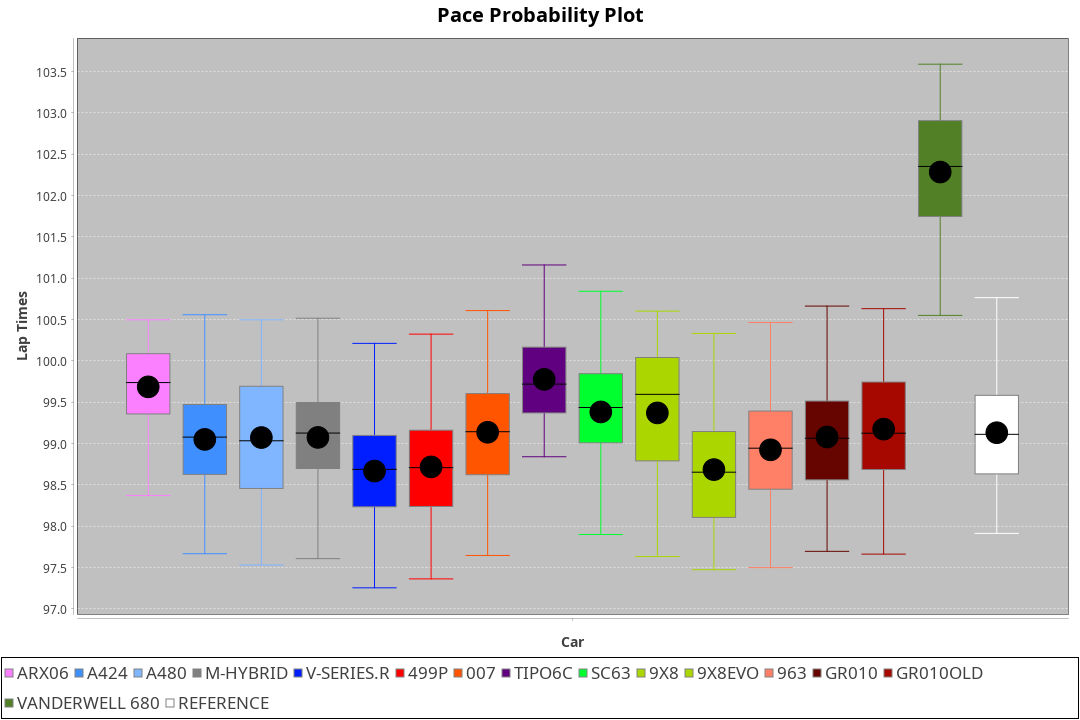 Pace Probability Plot
Lap Times
103.5
103.0
102.5
102.0
101.5
101.0
100.5
100.0
99.5
99.0
98.5
98.0
97.5
97.0
Car
ARX06 A424 A480 M-HYBRID V-SERIES.R 499P 007 TIPO6C SC63 9X8 9X8EVO 963 GR010 GR010OLD
VANDERWELL 680 REFERENCE